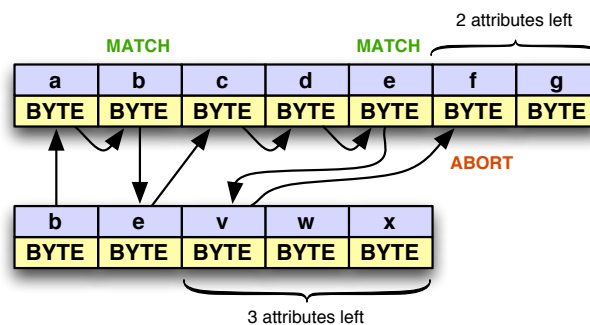 2 attributes left
MATCH MATCH
a b c d e f g
BYTE BYTE BYTE BYTE BYTE BYTE BYTE
ABORT
b e v w x
BYTE BYTE BYTE BYTE BYTE
3 attributes left